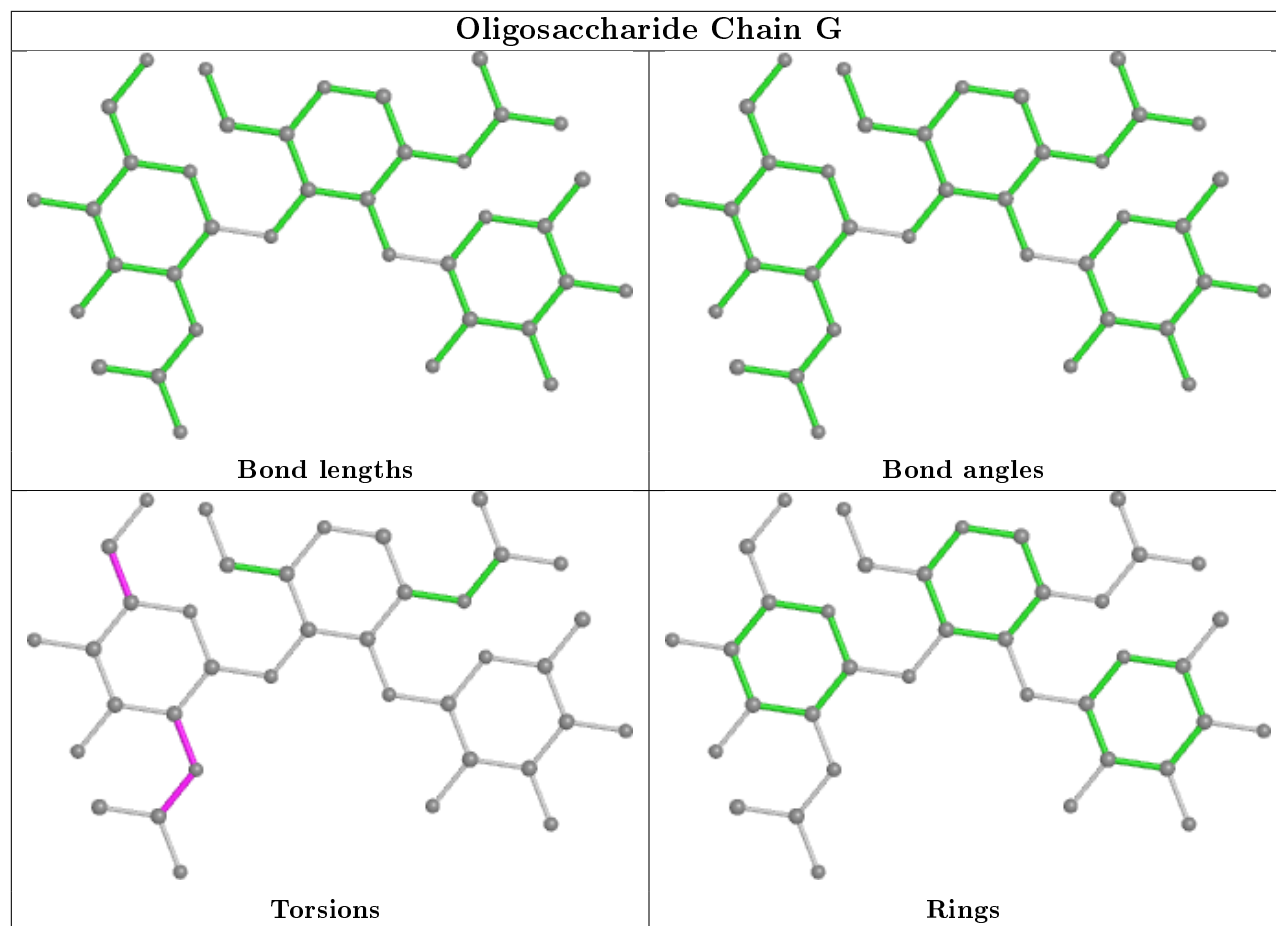 Oligosaccharide Chain G
Bond lengths
Bond angles
Torsions
Rings